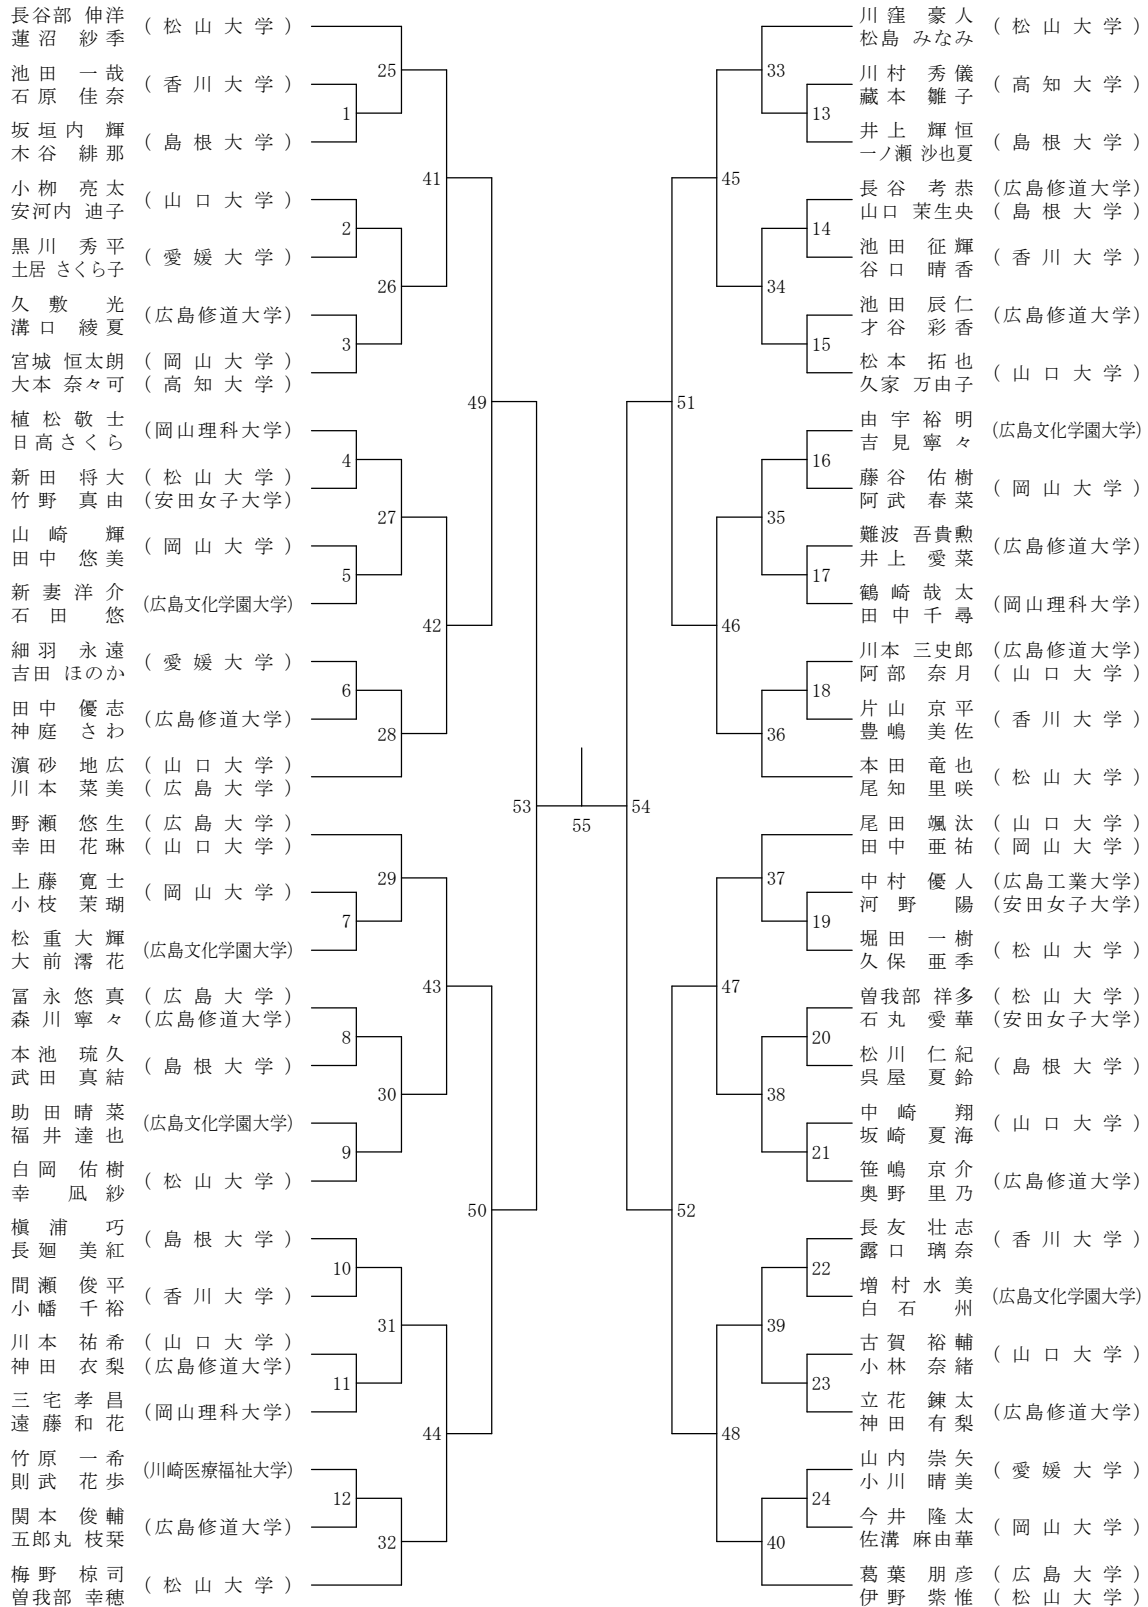 長谷部 伸洋 (松山大学)
蓮沼 紗季
池田 一哉 (香川大学)
石原 佳奈
坂垣内 輝 (島根大学)
木谷 緋那
小栁 亮太 (山口大学)
安河内 迪子
黒川 秀平 (愛媛大学)
土居 さくら子
久敷 光 (広島修道大学)
溝口 綾夏
宮城 恒太朗 (岡山大学)
大本 奈々可 (高知大学)
植松敬士 (岡山理科大学)
日高さくら
新田 将大 (松山大学)
竹野 真由 (安田女子大学)
山崎 輝 (岡山大学)
田中 悠美
新妻洋介 (広島文化学園大学)
石田 悠
細羽 永遠 (愛媛大学)
吉田 ほのか
田中 優志 (広島修道大学)
神庭 さわ
濵砂 地広 (山口大学)
川本 菜美 (広島大学)
野瀬 悠生 (広島大学)
幸田 花琳 (山口大学)
上藤 寛士 (岡山大学)
小枝 茉瑚
松重大輝 (広島文化学園大学)
大前澪花
冨永悠真 (広島大学)
森川寧々 (広島修道大学)
本池 琉久 (島根大学)
武田 真結
助田晴菜 (広島文化学園大学)
福井達也
白岡 佑樹 (松山大学)
幸 凪紗
槇浦 巧 (島根大学)
長廻 美紅
間瀬 俊平 (香川大学)
小幡 千裕
川本 祐希 (山口大学)
神田 衣梨 (広島修道大学)
三宅孝昌 (岡山理科大学)
遠藤和花
竹原 一希 (川崎医療福祉大学)
則武 花歩
関本 俊輔 (広島修道大学)
五郎丸 枝栞
梅野 椋司 (松山大学)
曽我部 幸穂
25
1
41
2
26
3
49
4
27
5
42
6
28
53
29
7
43
8
30
9
50
10
31
11
44
12
32
55
33
13
45
14
34
15
51
16
35
17
46
18
36
54
37
19
47
20
38
21
52
22
39
23
48
24
40
川窪 豪人 (松山大学)
松島 みなみ
川村 秀儀 (高知大学)
藏本 雛子
井上 輝恒 (島根大学)
一ノ瀬 沙也夏
長谷 考恭 (広島修道大学)
山口 茉生央 (島根大学)
池田 征輝 (香川大学)
谷口 晴香
池田 辰仁 (広島修道大学)
才谷 彩香
松本 拓也 (山口大学)
久家 万由子
由宇裕明 (広島文化学園大学)
吉見寧々
藤谷 佑樹 (岡山大学)
阿武 春菜
難波 吾貴勲 (広島修道大学)
井上 愛菜
鶴崎哉太 (岡山理科大学)
田中千尋
川本 三史郎 (広島修道大学)
阿部 奈月 (山口大学)
片山 京平 (香川大学)
豊嶋 美佐
本田 竜也 (松山大学)
尾知 里咲
尾田 颯汰 (山口大学)
田中 亜祐 (岡山大学)
中村 優人 (広島工業大学)
河野 陽 (安田女子大学)
堀田 一樹 (松山大学)
久保 亜季
曽我部 祥多 (松山大学)
石丸 愛華 (安田女子大学)
松川 仁紀 (島根大学)
呉屋 夏鈴
中崎 翔 (山口大学)
坂崎 夏海
笹嶋 京介 (広島修道大学)
奥野 里乃
長友 壮志 (香川大学)
露口 璃奈
増村水美 (広島文化学園大学)
白石 州
古賀 裕輔 (山口大学)
小林 奈緒
立花 錬太 (広島修道大学)
神田 有梨
山内 崇矢 (愛媛大学)
小川 晴美
今井 隆太 (岡山大学)
佐溝 麻由華
葛葉 朋彦 (広島大学)
伊野 紫惟 (松山大学)